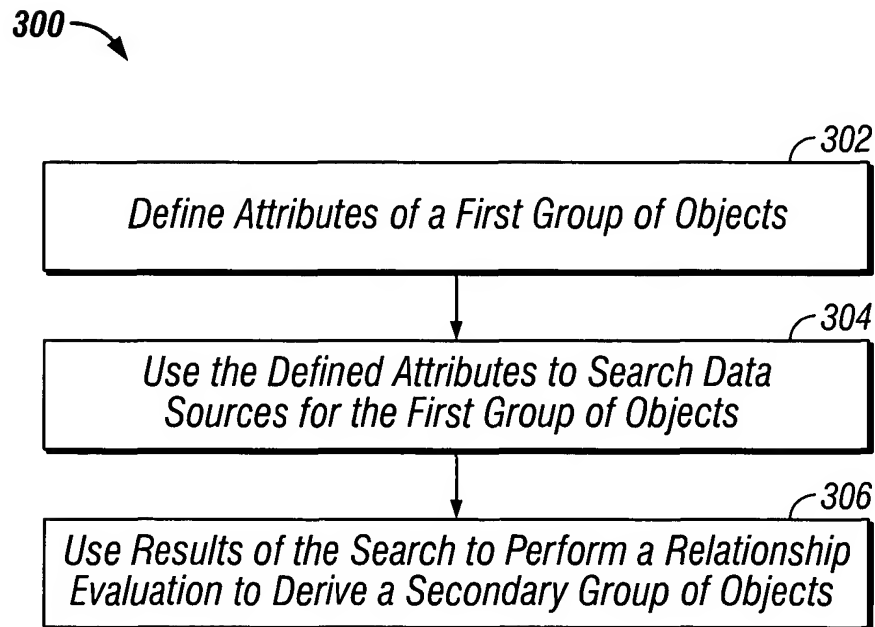 300
302
Define Attributes of a First Group of Objects
304
Use the Defined Attributes to Search Data
Sources for the First Group of Objects
306
Use Results of the Search to Perform a Relationship
Evaluation to Derive a Secondary Group of Objects